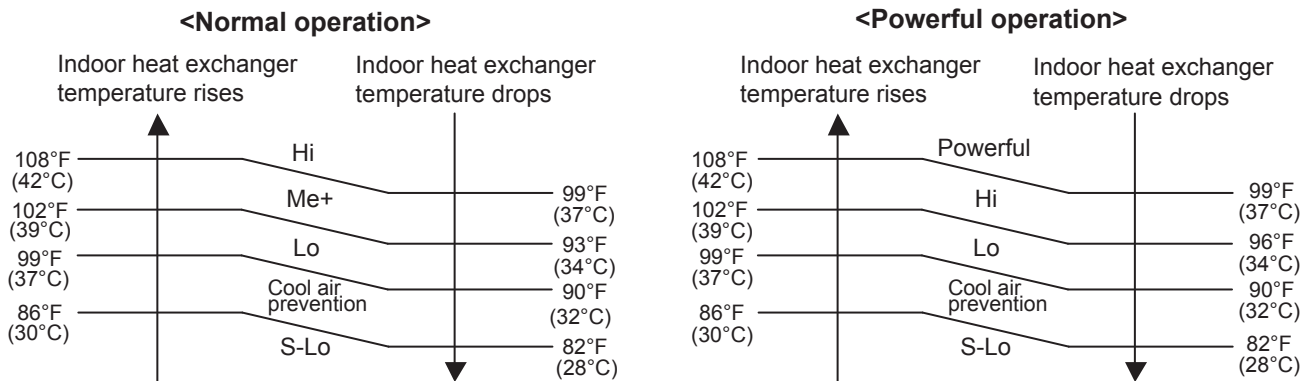 <Normal operation>
Indoor heat exchanger
temperature rises
Indoor heat exchanger
temperature drops
108°F
(42°C)
102°F
(39°C)
99°F
(37°C)
86°F
(30°C)
Hi
Me+
Lo
Cool air
prevention
S-Lo
99°F
(37°C)
93°F
(34°C)
90°F
(32°C)
82°F
(28°C)
<Powerful operation>
Indoor heat exchanger
temperature rises
Indoor heat exchanger
temperature drops
108°F
(42°C)
102°F
(39°C)
99°F
(37°C)
86°F
(30°C)
Powerful
Hi
Lo
Cool air
prevention
S-Lo
99°F
(37°C)
96°F
(34°C)
90°F
(32°C)
82°F
(28°C)